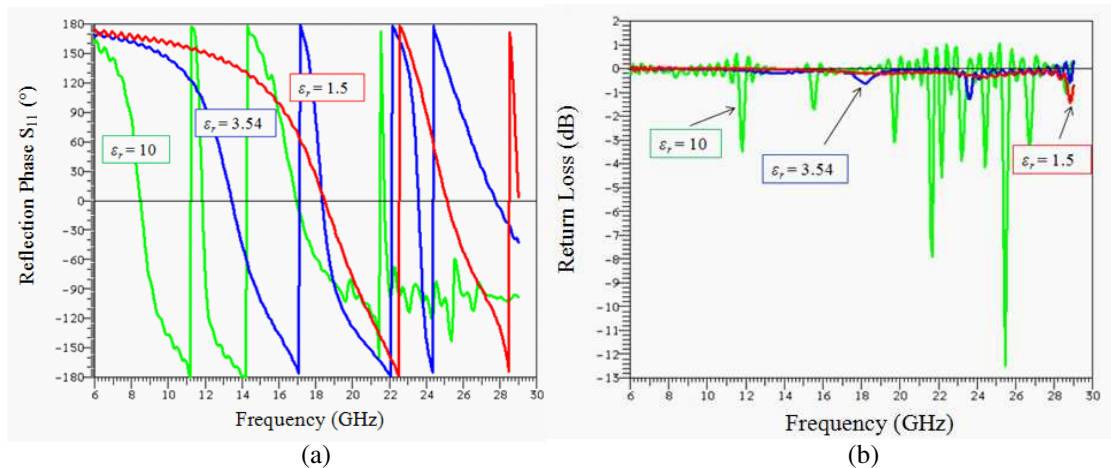 180
150
120
90
60
30
0
-30
-60
-90
-120
-150
-180
6 8 10 12 14 16 18 20 22 24 26 28 30
Reflection Phase S₁₁ (°)
Frequency (GHz)
εᵣ = 10
εᵣ = 3.54
εᵣ = 1.5
(a)
2
1
0
-1
-2
-3
-4
-5
-6
-7
-8
-9
-10
-11
-12
-13
6 8 10 12 14 16 18 20 22 24 26 28 30
Return Loss (dB)
Frequency (GHz)
εᵣ = 10
εᵣ = 3.54
εᵣ = 1.5
(b)